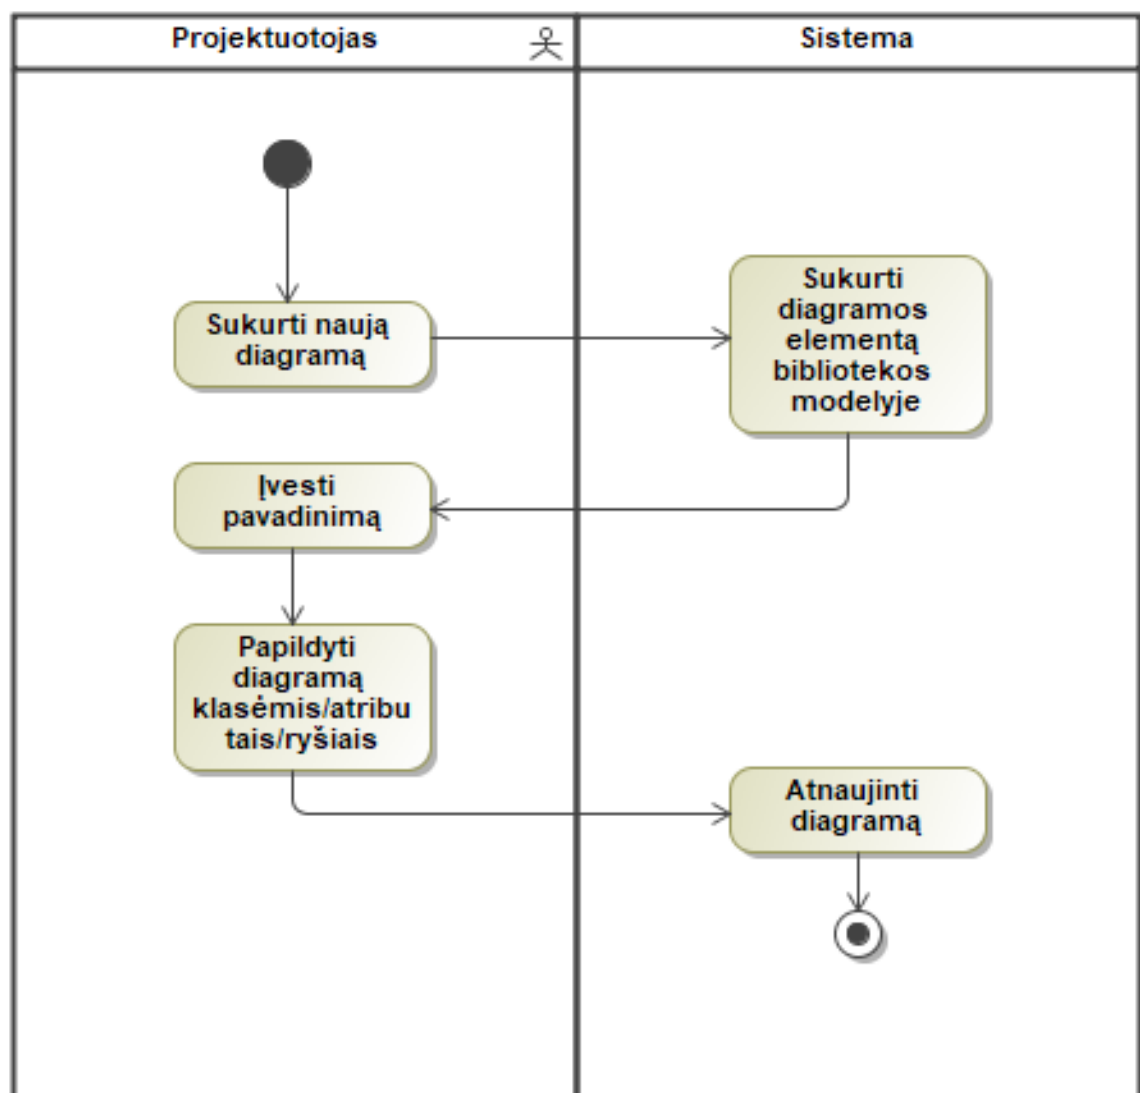 Projektuotojas
Sistema
Sukurti naują
diagramą
Sukurti
diagramos
elementą
bibliotekos
modelyje
Įvesti
pavadinimą
Papildyti
diagramą
klasėmis/atribu
tais/ryšiais
Atnaujinti
diagramą